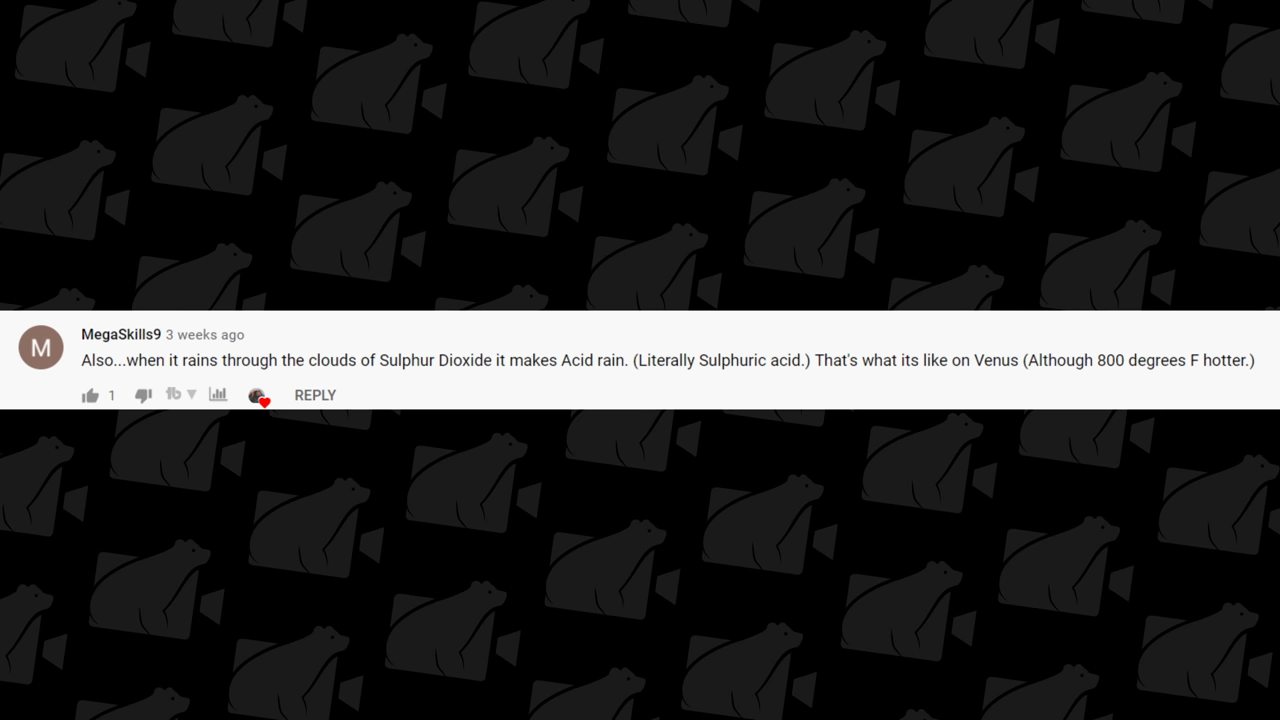 M
MegaSkills9 3 weeks ago
Also...when it rains through the clouds of Sulphur Dioxide it makes Acid rain. (Literally Sulphuric acid.) That's what its like on Venus (Although 800 degrees F hotter.)
1 tb REPLY